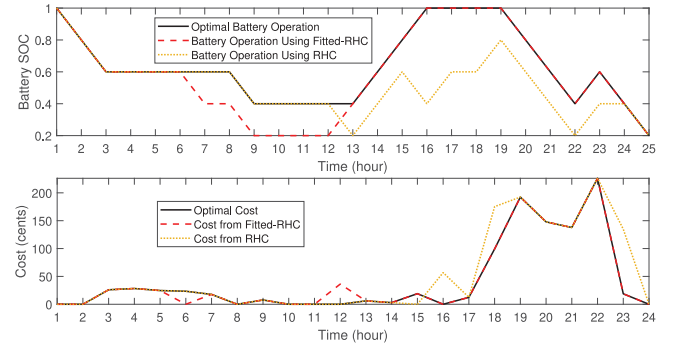 Battery SOC
1
0.8
0.6
0.4
0.2
Optimal Battery Operation
Battery Operation Using Fitted-RHC
Battery Operation Using RHC
1 2 3 4 5 6 7 8 9 10 11 12 13 14 15 16 17 18 19 20 21 22 23 24 25
Time (hour)
Cost (cents)
200
150
100
50
0
Optimal Cost
Cost from Fitted-RHC
Cost from RHC
1 2 3 4 5 6 7 8 9 10 11 12 13 14 15 16 17 18 19 20 21 22 23 24
Time (hour)